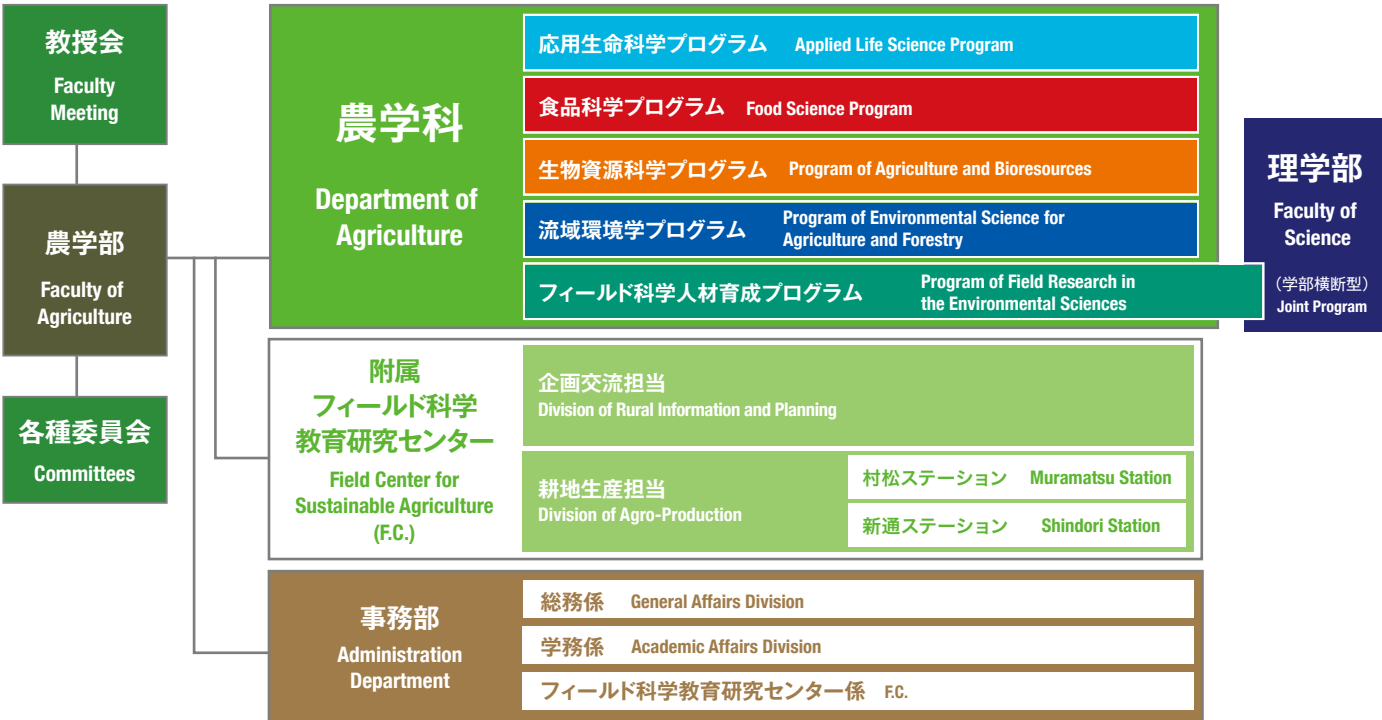 教授会
Faculty
Meeting
農学部
Faculty of
Agriculture
各種委員会
Committees
農学科
Department of
Agriculture
応用生命科学プログラム Applied Life Science Program
食品科学プログラム Food Science Program
生物資源科学プログラム Program of Agriculture and Bioresources
流域環境学プログラム Program of Environmental Science for
Agriculture and Forestry
フィールド科学人材育成プログラム Program of Field Research in
the Environmental Sciences
理学部
Faculty of
Science
(学部横断型)
Joint Program
附属
フィールド科学
教育研究センター
Field Center for
Sustainable Agriculture
(F.C.)
企画交流担当
Division of Rural Information and Planning
耕地生産担当
Division of Agro-Production
村松ステーション Muramatsu Station
新通ステーション Shindori Station
事務部
Administration
Department
総務係 General Affairs Division
学務係 Academic Affairs Division
フィールド科学教育研究センター係 F.C.